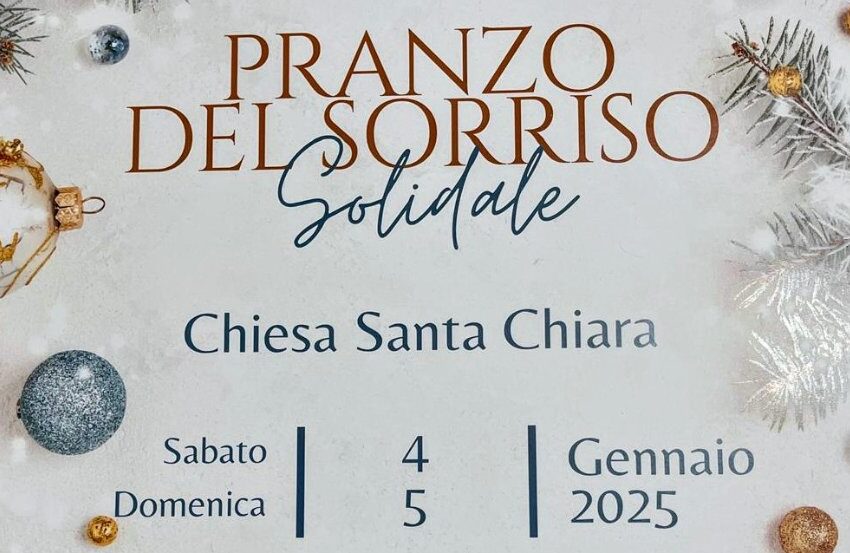 PRANZO
DEL SORRISO
Solidale
Chiesa Santa Chiara
Sabato 4 Gennaio
Domenica 5 2025